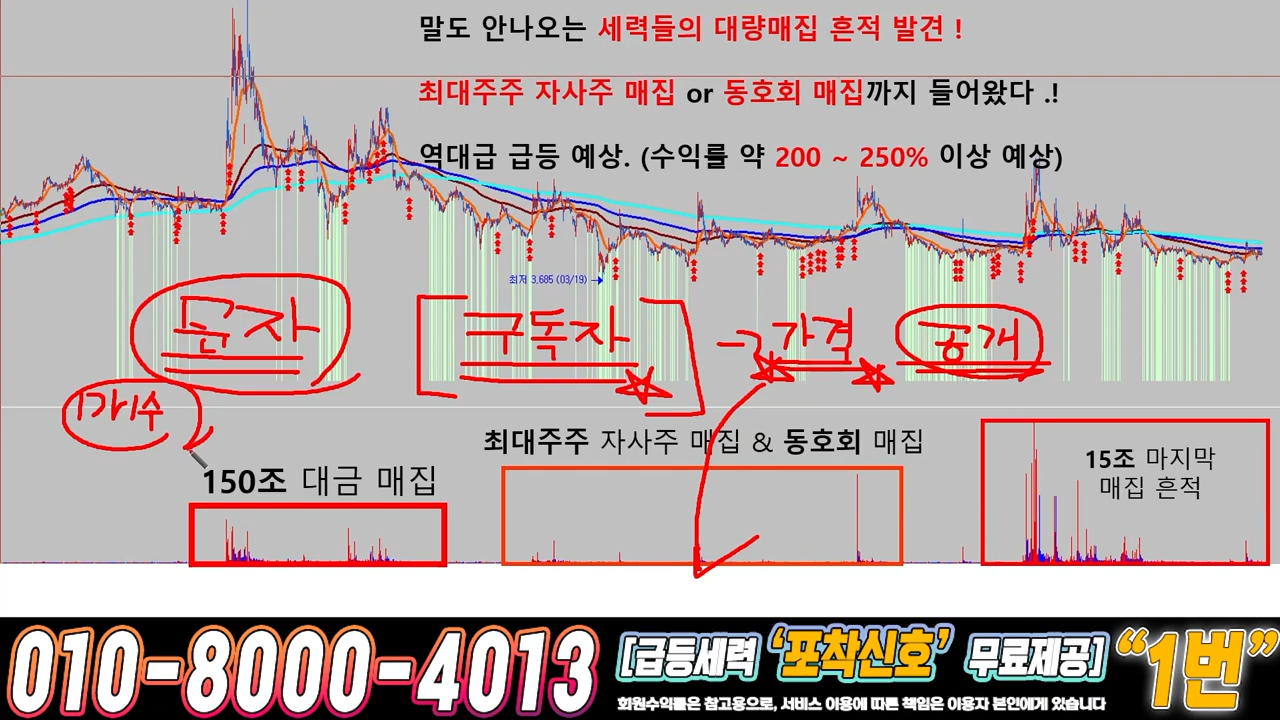 말도 안나오는 세력들의 대량매집 흔적 발견 !
최대주주 자사주 매집 or 동호회 매집까지 들어왔다 .!
역대급 급등 예상. (수익률 약 200 ~ 250% 이상 예상)
최저 3,685 (03/19)
문자
구독자
가격
공개
최대주주 자사주 매집 & 동호회 매집
150조 대금 매집
15조 마지막
매집 흔적
010-8000-4013
[급등세력 '포착신호' 무료제공] "1번"
회원수익률은 참고용으로, 서비스 이용에 따른 책임은 이용자 본인에게 있습니다